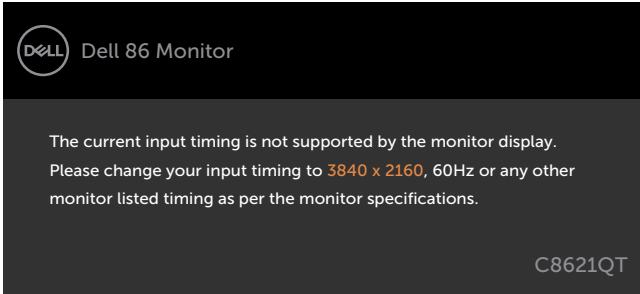 DELL
Dell 86 Monitor
The current input timing is not supported by the monitor display.
Please change your input timing to 3840 x 2160, 60Hz or any other
monitor listed timing as per the monitor specifications.
C8621QT